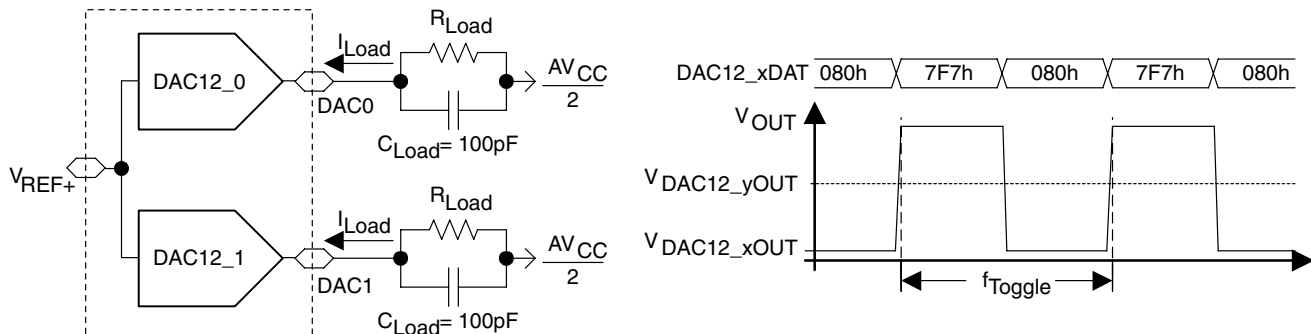 DAC12_0
I Load
R Load
AV CC
2
DAC0
C Load = 100pF
V REF+
DAC12_1
I Load
R Load
AV CC
2
DAC1
C Load = 100pF
DAC12_xDAT 080h 7F7h 080h 7F7h 080h
V OUT
V DAC12_yOUT
V DAC12_xOUT
f Toggle